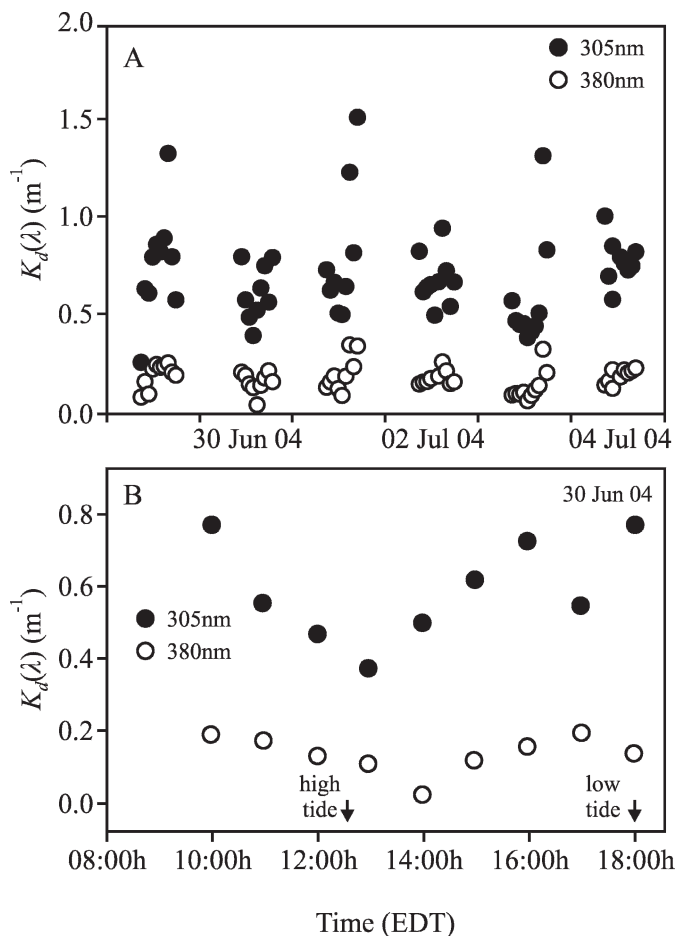 2.0
A
305nm
380nm
1.5
1.0
0.5
0.0
K_d(λ) (m⁻¹)
30 Jun 04
02 Jul 04
04 Jul 04
B
30 Jun 04
0.8
0.6
305nm
380nm
0.4
0.2
0.0
K_d(λ) (m⁻¹)
high
tide
low
tide
08:00h
10:00h
12:00h
14:00h
16:00h
18:00h
Time (EDT)